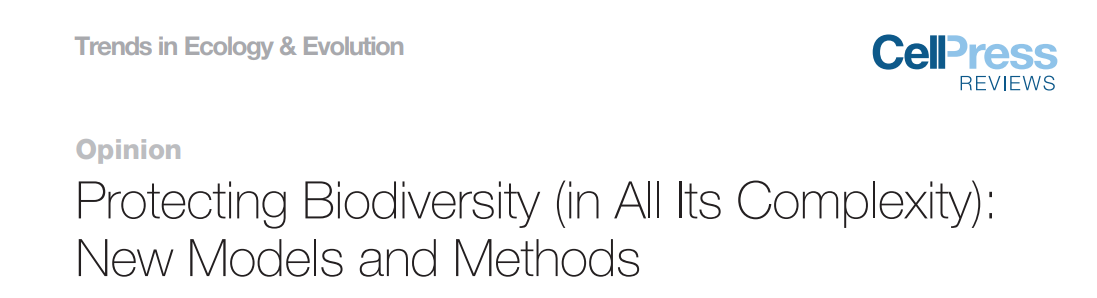 Trends in Ecology & Evolution
CellPress
REVIEWS
Opinion
Protecting Biodiversity (in All Its Complexity):
New Models and Methods